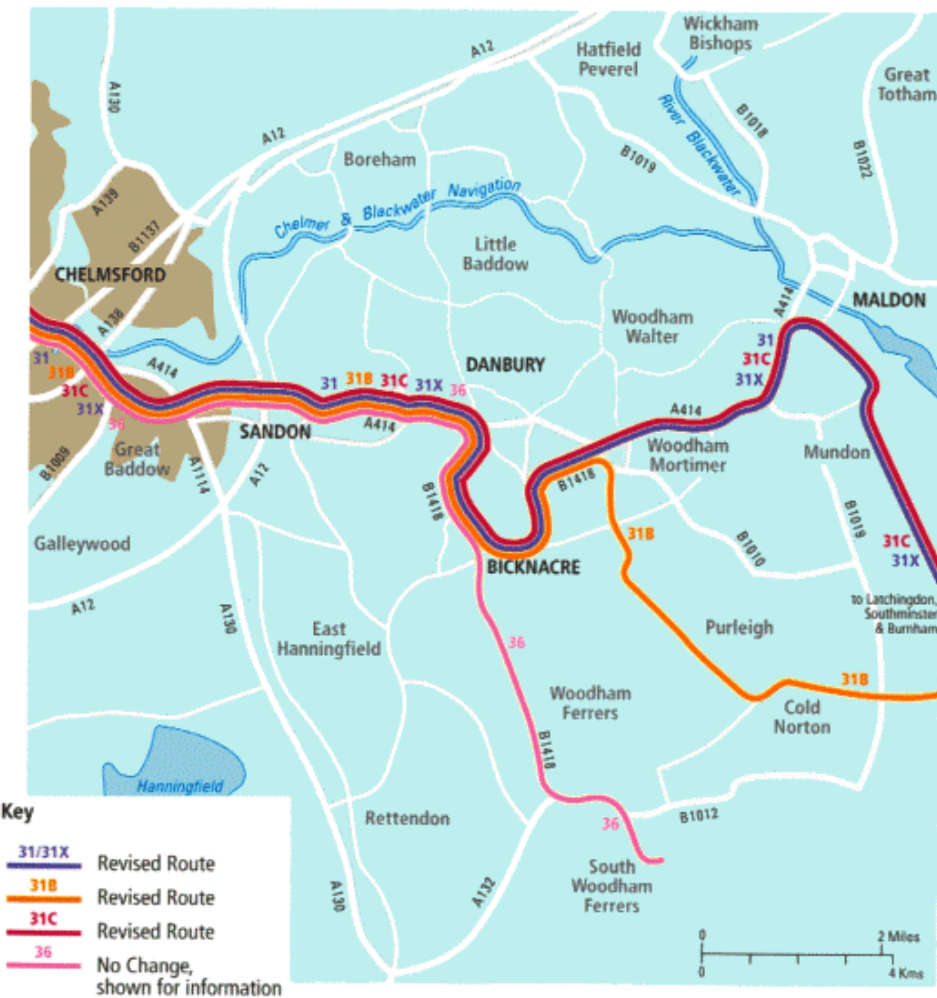 Wickham
Bishops
A12
Hatfield
Peverel
Great
Totham
A130
River Blackwater
B1018
A12
B1019
B1022
Boreham
A139
Chelmer & Blackwater Navigation
B1137
Little
Baddow
CHELMSFORD
A414
MALDON
A138
Woodham
Walter
31
31C
31X
DANBURY
31
31B
31C
31X
36
A414
31 31B 31C 31X 36
A414
A414
SANDON
Great
Baddow
Woodham
Mortimer
Mundon
B1009
A1114
A12
B1418
B1418
B1019
Galleywood
31B
B1010
31C
31X
BICKNACRE
A12
A130
to Latchingdon,
Southminster
& Burnham
East
Hanningfield
Purleigh
36
31B
Woodham
Ferrers
Cold
Norton
B1418
Hanningfield
Rettendon
36
B1012
South
Woodham
Ferrers
A130
A132
Key
31/31X
Revised Route
31B
Revised Route
31C
Revised Route
36
No Change,
shown for information
0 2 Miles
0 4 Kms